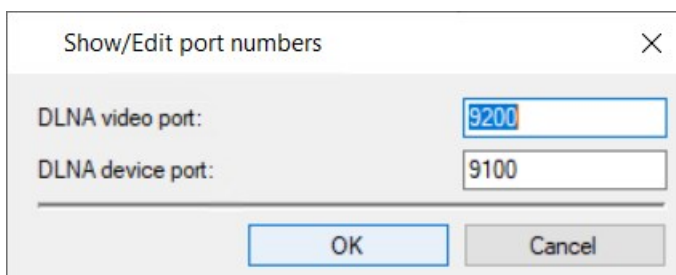 Show/Edit port numbers
DLNA video port: 9200
DLNA device port: 9100
OK Cancel